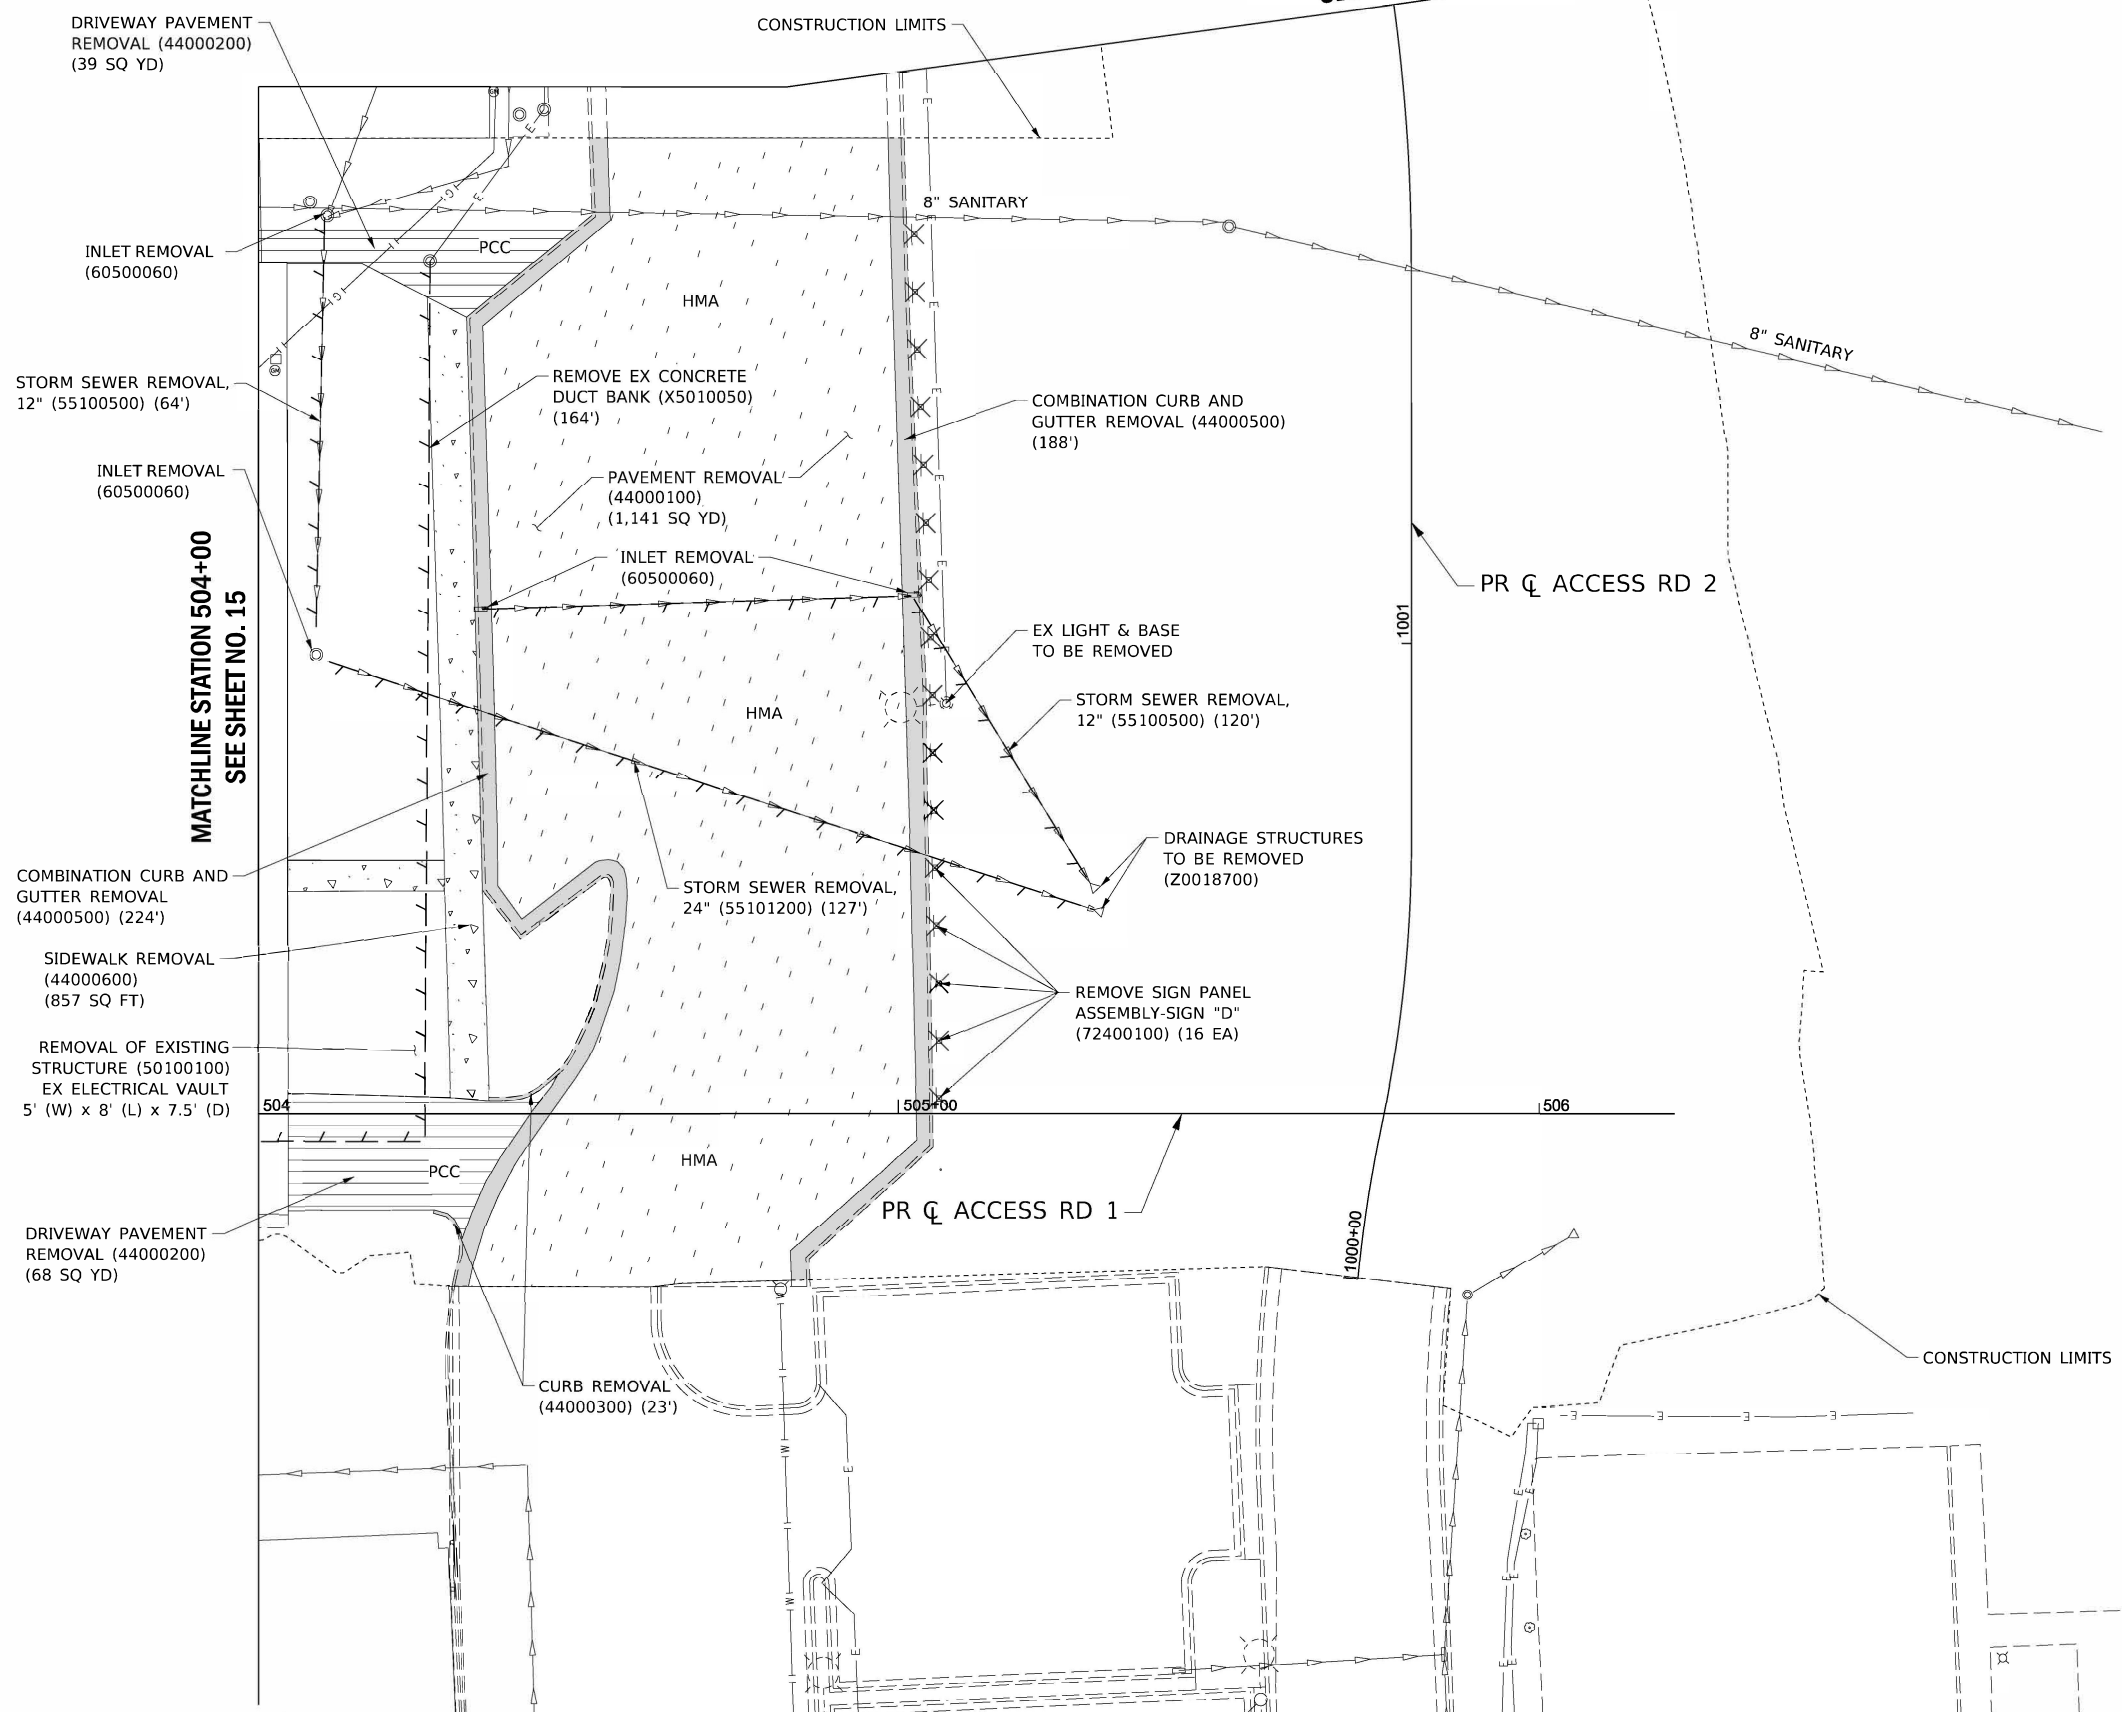 DRIVEWAY PAVEMENT
REMOVAL (44000200)
(39 SQ YD)
CONSTRUCTION LIMITS
8" SANITARY
INLET REMOVAL
(60500060)
PCC
HMA
8" SANITARY
STORM SEWER REMOVAL,
12" (55100500) (64')
REMOVE EX CONCRETE
DUCT BANK (X5010050)
(164')
COMBINATION CURB AND
GUTTER REMOVAL (44000500)
(188')
INLET REMOVAL
(60500060)
PAVEMENT REMOVAL
(44000100)
(1,141 SQ YD)
MATCHLINE STATION 504+00
SEE SHEET NO. 15
INLET REMOVAL
(60500060)
PR ℄ ACCESS RD 2
1001
EX LIGHT & BASE
TO BE REMOVED
HMA
STORM SEWER REMOVAL,
12" (55100500) (120')
DRAINAGE STRUCTURES
TO BE REMOVED
(Z0018700)
COMBINATION CURB AND
GUTTER REMOVAL
(44000500) (224')
STORM SEWER REMOVAL,
24" (55101200) (127')
SIDEWALK REMOVAL
(44000600)
(857 SQ FT)
REMOVE SIGN PANEL
ASSEMBLY-SIGN "D"
(72400100) (16 EA)
REMOVAL OF EXISTING
STRUCTURE (50100100)
EX ELECTRICAL VAULT
5' (W) x 8' (L) x 7.5' (D)
504
505+00
506
PCC
HMA
PR ℄ ACCESS RD 1
1000+00
DRIVEWAY PAVEMENT
REMOVAL (44000200)
(68 SQ YD)
CONSTRUCTION LIMITS
CURB REMOVAL
(44000300) (23')